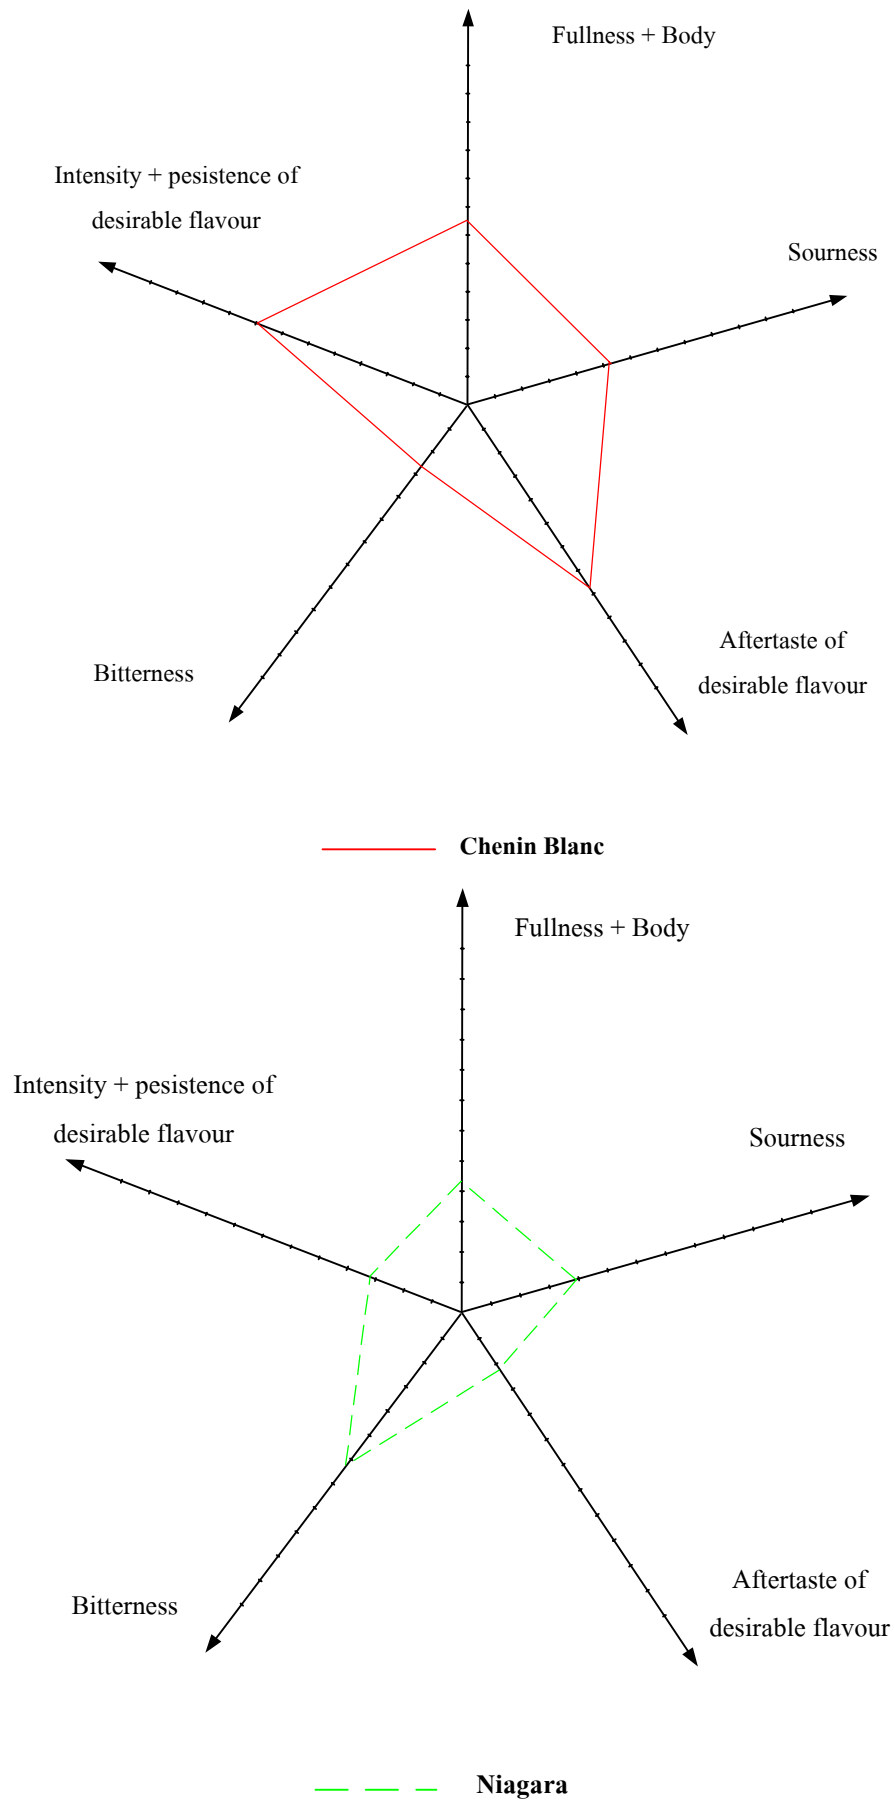 Fullness + Body
Intensity + pesistence of
desirable flavour
Sourness
Bitterness
Aftertaste of
desirable flavour
Chenin Blanc
Fullness + Body
Intensity + pesistence of
desirable flavour
Sourness
Bitterness
Aftertaste of
desirable flavour
Niagara